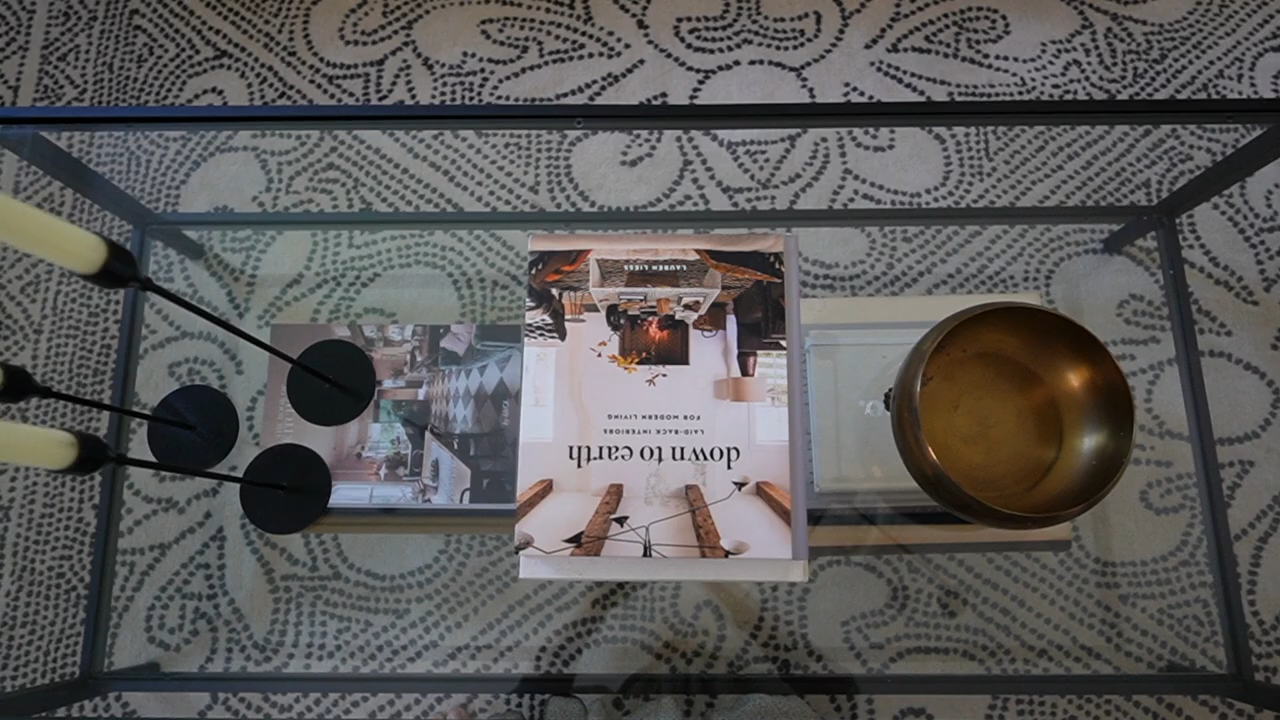 down to earth
LAID-BACK INTERIORS
FOR MODERN LIVING
LAUREN LIESS